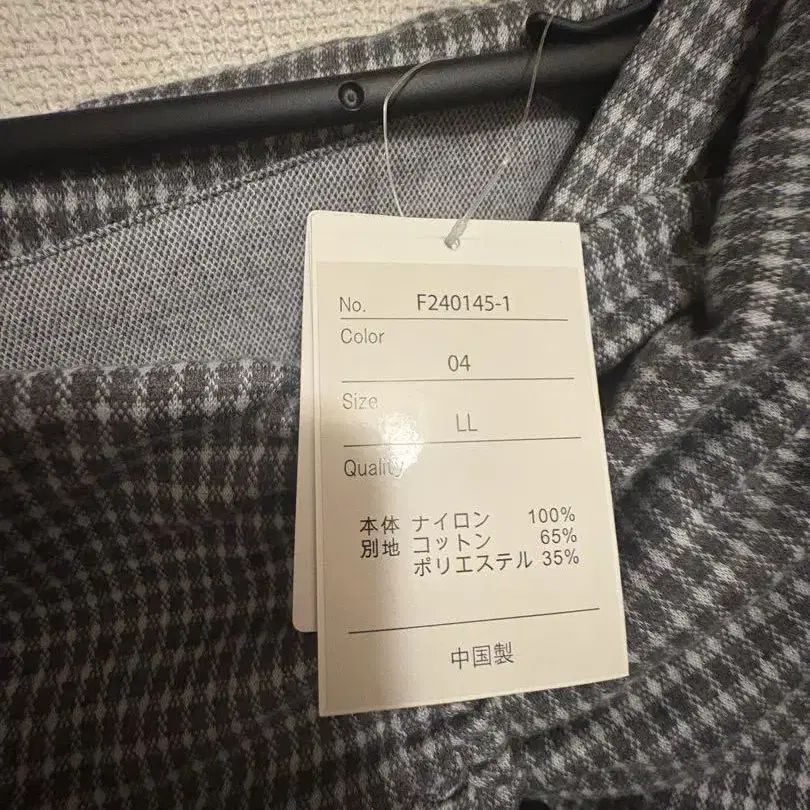 No. F240145-1
Color
04
Size
LL
Quality
本体 ナイロン 100%
別地 コットン 65%
ポリエステル 35%
中国製